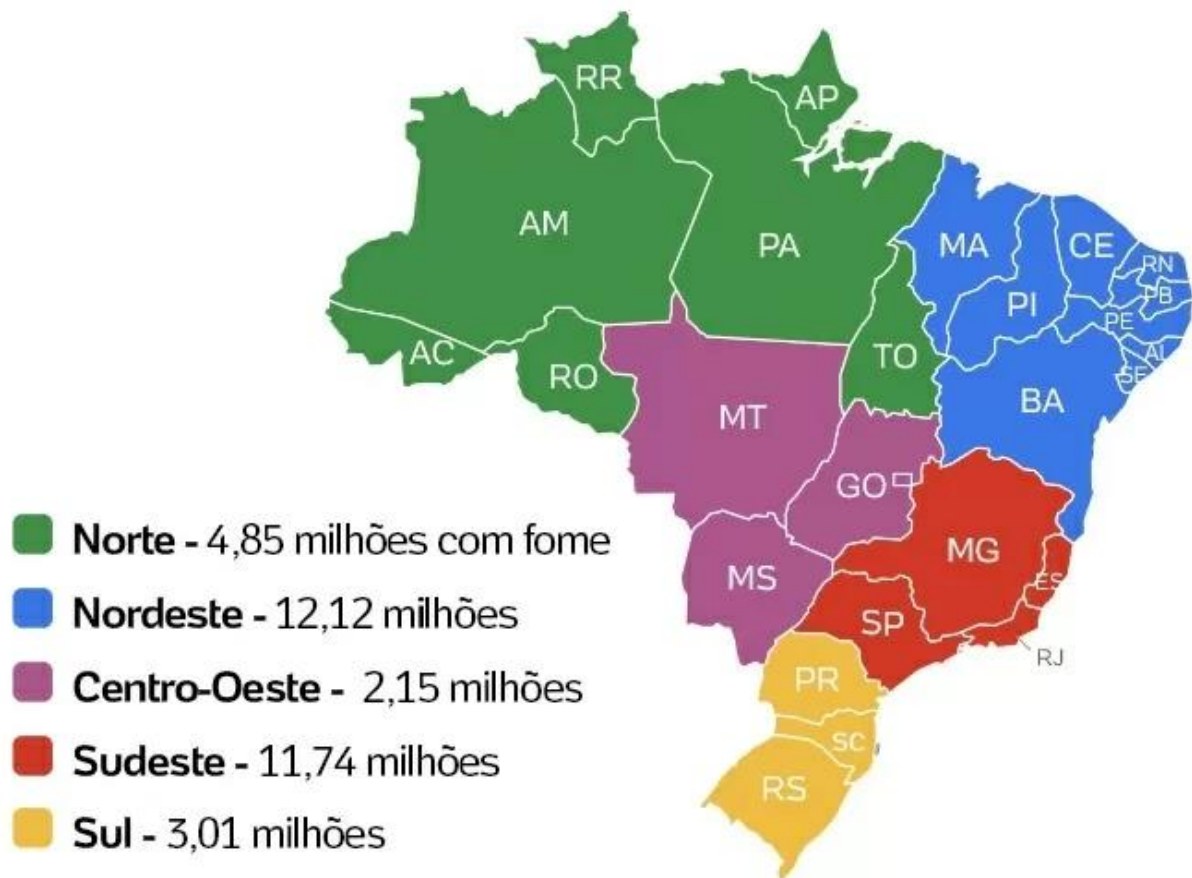 RR
AP
AM
PA
MA
CE
RN
PB
PI
PE
AL
SE
AC
RO
TO
BA
MT
GO
MG
ES
MS
SP
RJ
PR
SC
RS
Norte - 4,85 milhões com fome
Nordeste - 12,12 milhões
Centro-Oeste - 2,15 milhões
Sudeste - 11,74 milhões
Sul - 3,01 milhões